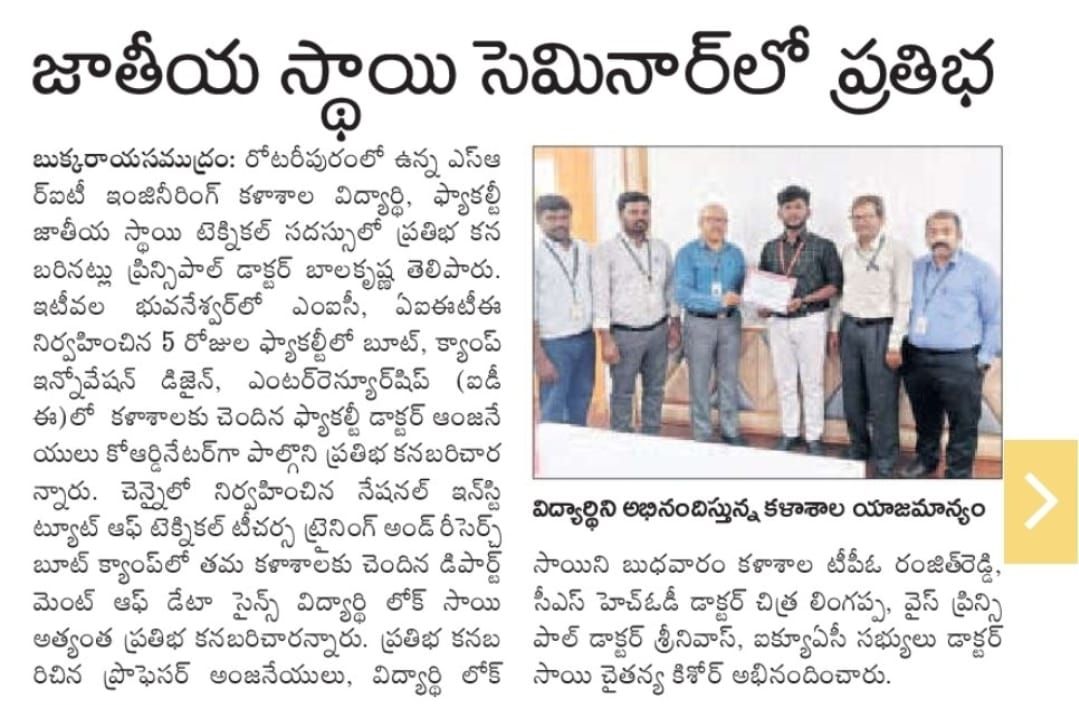 జాతీయ స్థాయి సెమినార్‌లో ప్రతిభ
బుక్కరాయసముద్రం: రోటరీపురంలో ఉన్న ఎస్ఆ
ర్ఐటీ ఇంజినీరింగ్ కళాశాల విద్యార్థి, ఫ్యాకల్టీ
జాతీయ స్థాయి టెక్నికల్ సదస్సులో ప్రతిభ కన
బరినట్లు ప్రిన్సిపాల్ డాక్టర్ బాలకృష్ణ తెలిపారు.
ఇటీవల భువనేశ్వర్‌లో ఎంఐసీ, ఏఐఈటీఈ
నిర్వహించిన 5 రోజుల ఫ్యాకల్టీలో బూట్, క్యాంప్
ఇన్నోవేషన్ డిజైన్, ఎంటర్‌రెన్యూర్‌షిప్ (ఐడీ
ఈ)లో కళాశాలకు చెందిన ఫ్యాకల్టీ డాక్టర్ ఆంజనే
యులు కోఆర్డినేటర్‌గా పాల్గొని ప్రతిభ కనబరిచార
న్నారు. చెన్నైలో నిర్వహించిన నేషనల్ ఇన్‌స్టి
ట్యూట్ ఆఫ్ టెక్నికల్ టీచర్స ట్రైనింగ్ అండ్ రీసెర్చ్
బూట్ క్యాంప్‌లో తమ కళాశాలకు చెందిన డిపార్ట్
మెంట్ ఆఫ్ డేటా సైన్స్ విద్యార్థి లోక్ సాయి
అత్యంత ప్రతిభ కనబరిచారన్నారు. ప్రతిభ కనబ
రిచిన ప్రొఫెసర్ అంజనేయులు, విద్యార్థి లోక్
విద్యార్థిని అభినందిస్తున్న కళాశాల యాజమాన్యం
సాయిని బుధవారం కళాశాల టీపీఓ రంజిత్‌రెడ్డి,
సీఎస్ హెచ్ఓడీ డాక్టర్ చిత్ర లింగప్ప, వైస్ ప్రిన్సి
పాల్ డాక్టర్ శ్రీనివాస్, ఐక్యూఏసీ సభ్యులు డాక్టర్
సాయి చైతన్య కిశోర్ అభినందించారు.